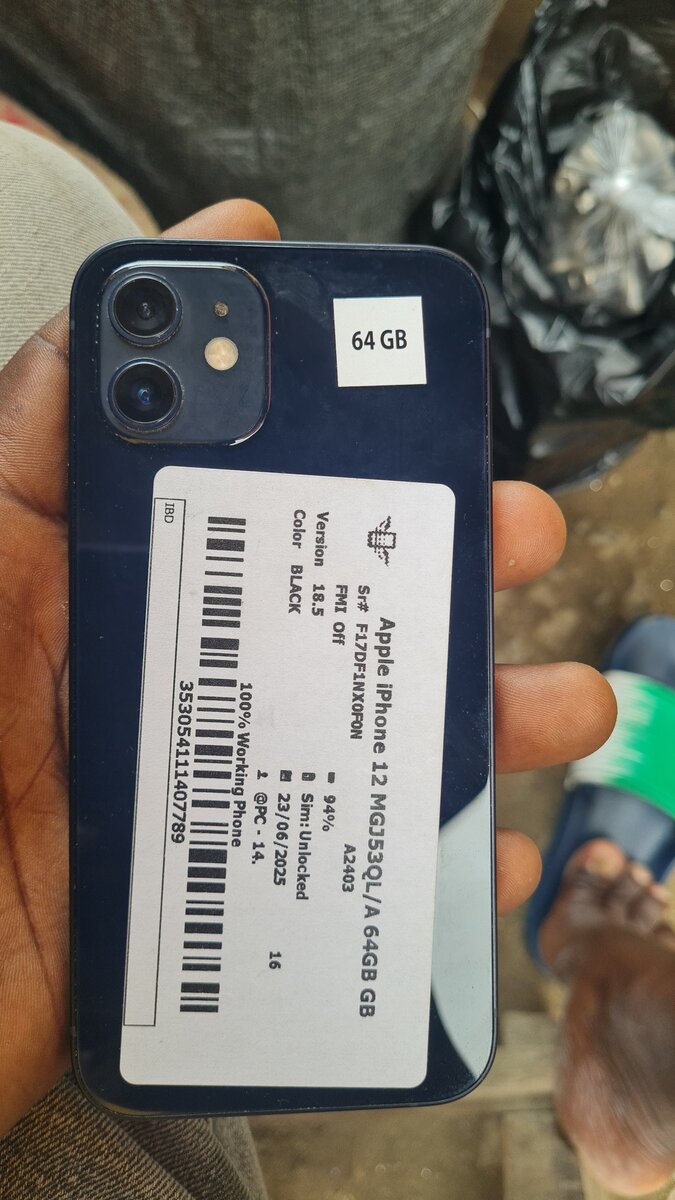 64 GB
Apple iPhone 12 MGJ53QL/A 64GB GB
Sr# F17DF1NX0F0N
A2403
FMI Off
94%
Version 18.5
Sim:Unlocked
Color BLACK
23/06/2025
@PC - 14.
16
100% Working Phone
353054111407789
IBD